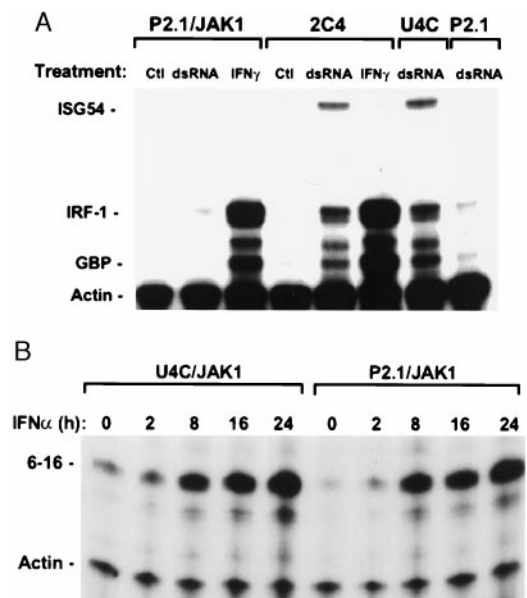 A
P2.1/JAK1 2C4 U4C P2.1
Treatment: Ctl dsRNA IFNγ Ctl dsRNA IFNγ dsRNA dsRNA
ISG54 -
IRF-1 -
GBP -
Actin -
B
U4C/JAK1 P2.1/JAK1
IFNα (h): 0 2 8 16 24 0 2 8 16 24
6-16 -
Actin -